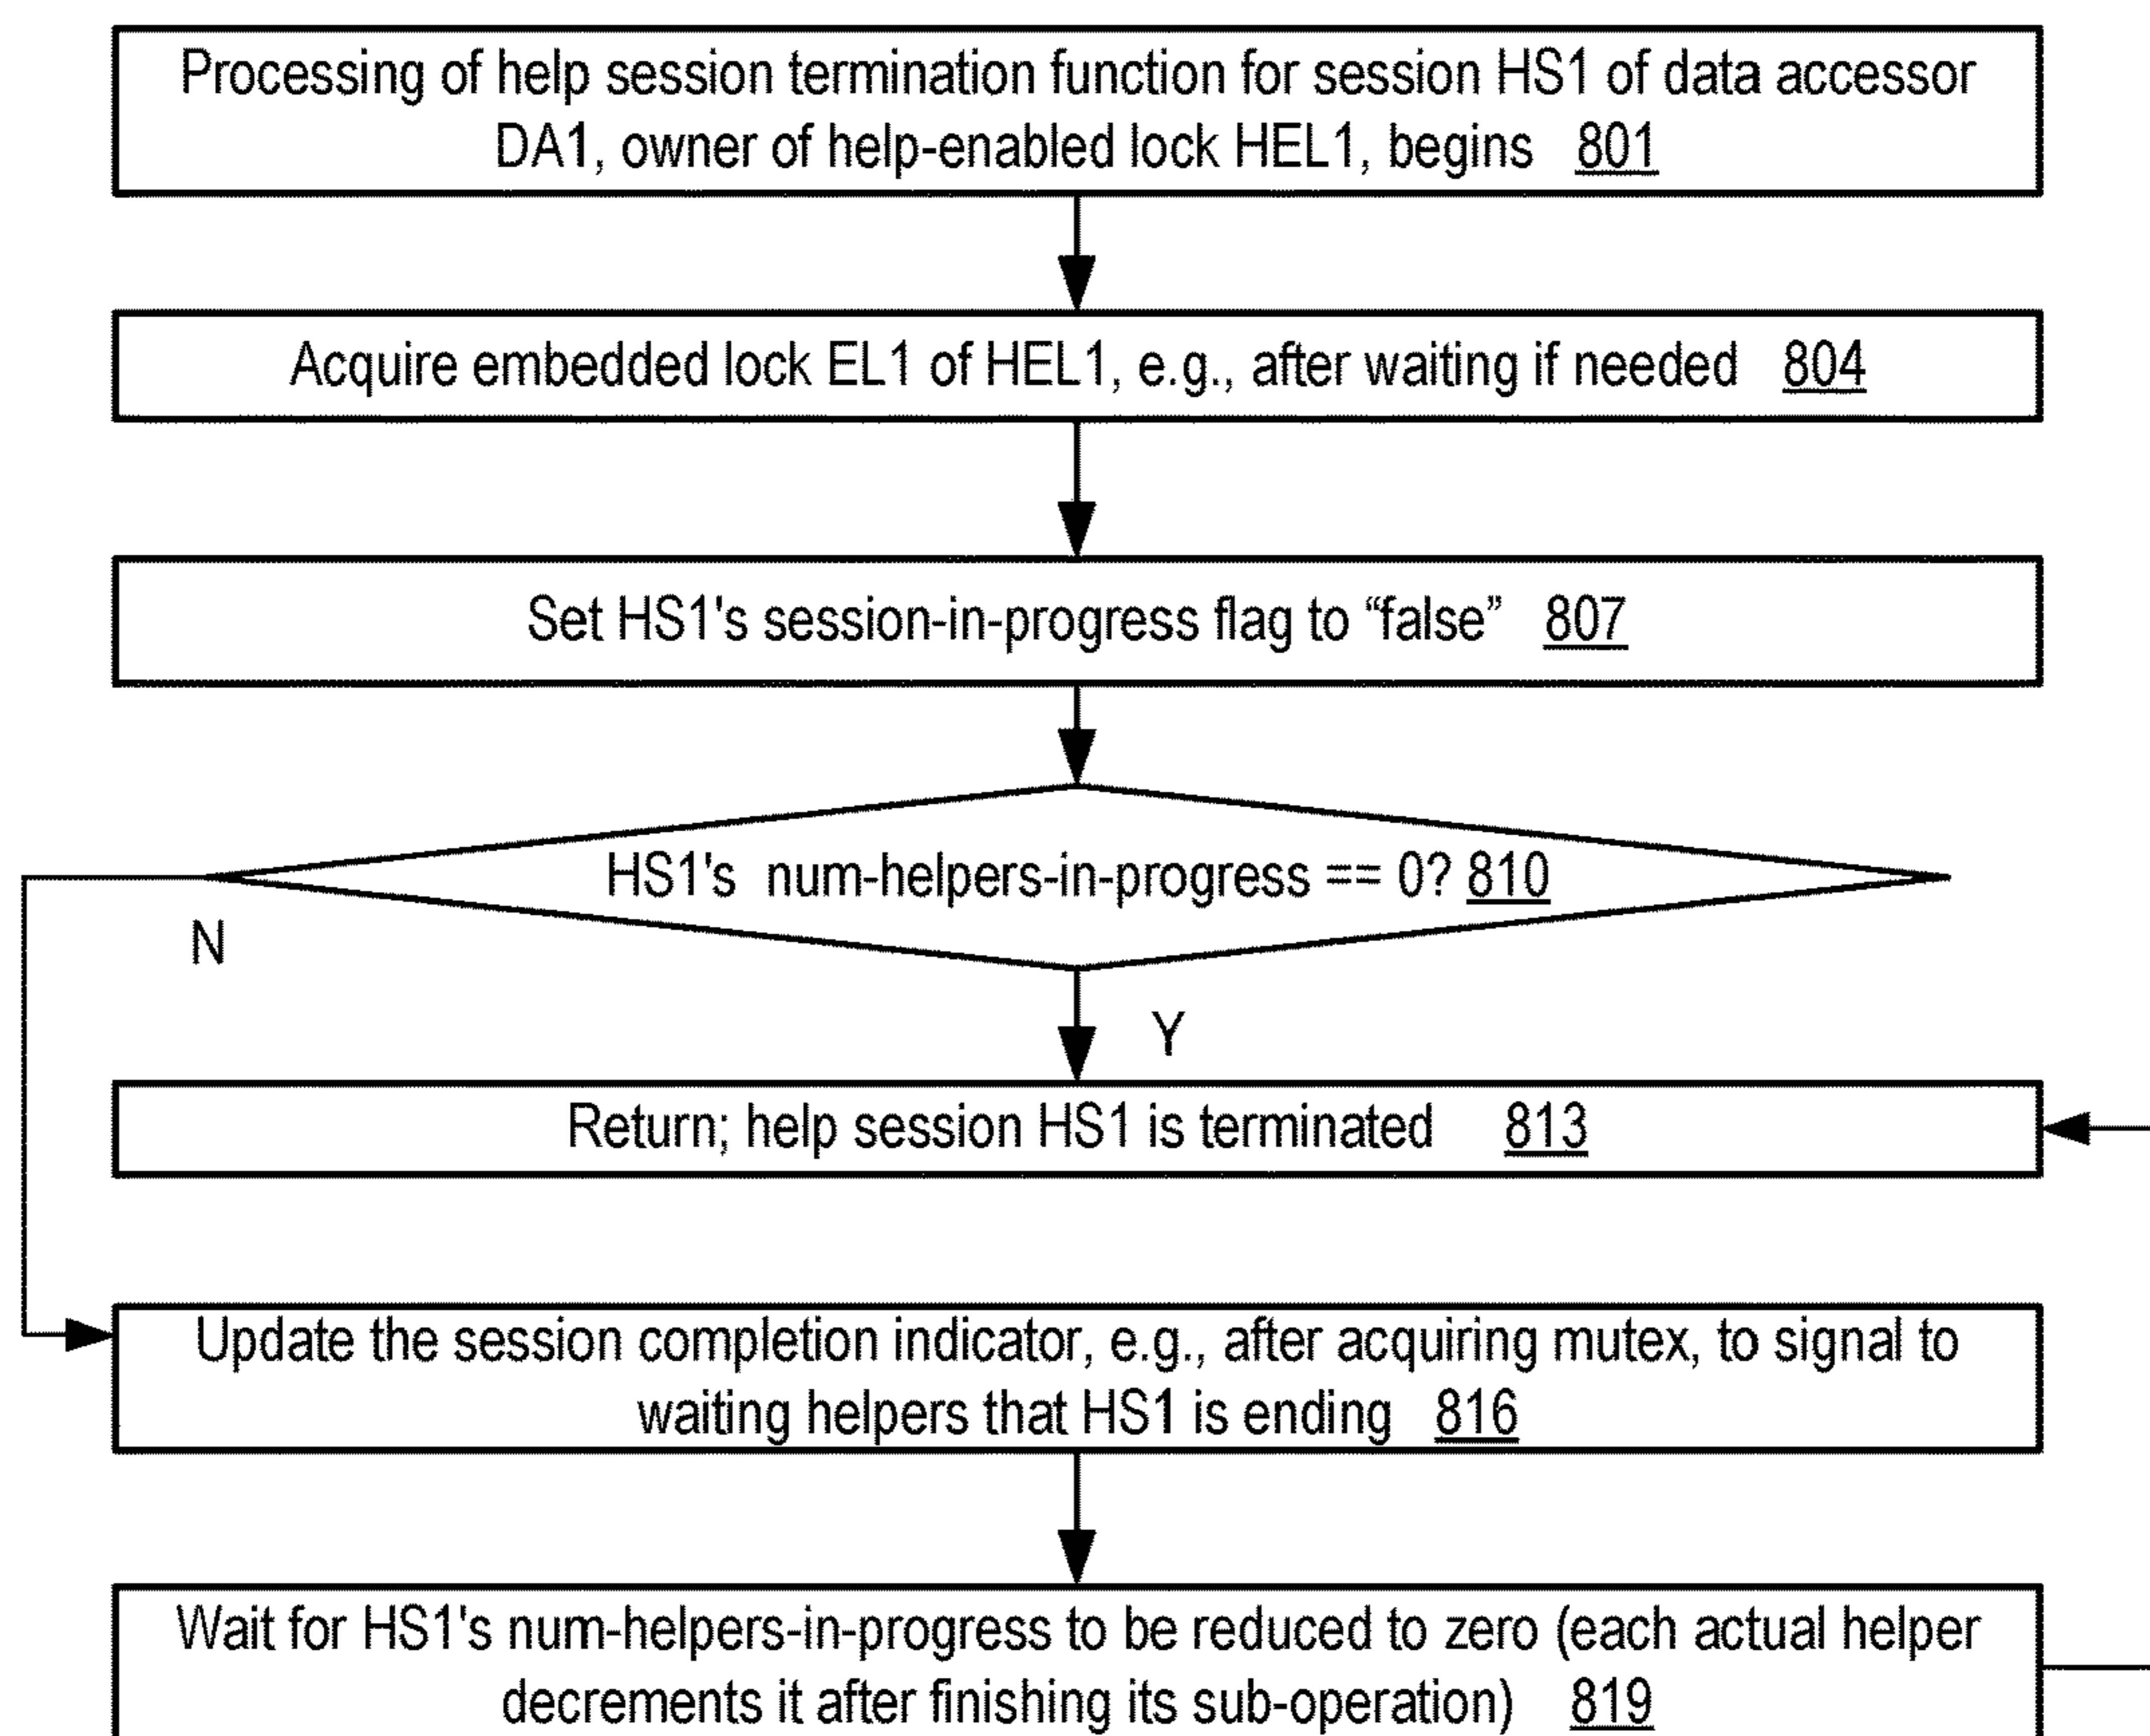 Processing of help session termination function for session HS1 of data accessor
DA1, owner of help-enabled lock HEL1, begins 801
Acquire embedded lock EL1 of HEL1, e.g., after waiting if needed 804
Set HS1's session-in-progress flag to “false” 807
HS1's num-helpers-in-progress == 0? 810
N
Y
Return; help session HS1 is terminated 813
Update the session completion indicator, e.g., after acquiring mutex, to signal to
waiting helpers that HS1 is ending 816
Wait for HS1's num-helpers-in-progress to be reduced to zero (each actual helper
decrements it after finishing its sub-operation) 819